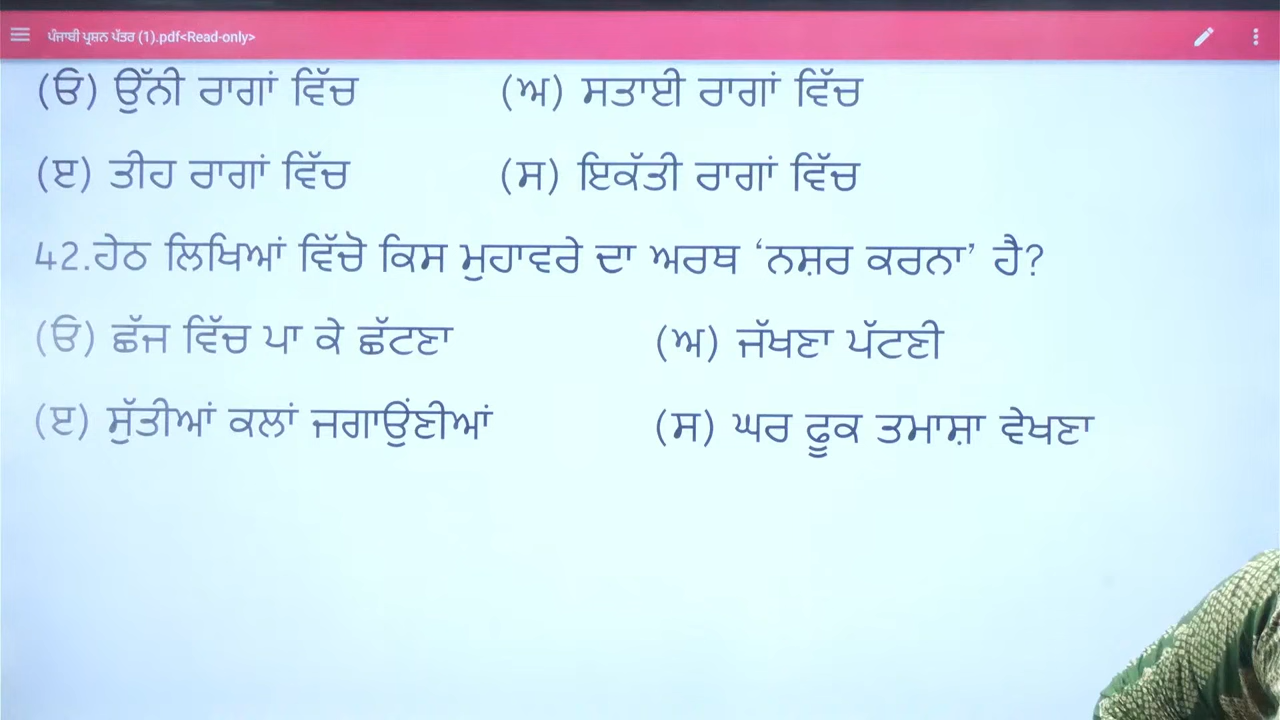 ਪੰਜਾਬੀ ਪ੍ਰਸ਼ਨ ਪੱਤਰ (1).pdf<Read-only>
(ੳ) ਉੱਨੀ ਰਾਗਾਂ ਵਿੱਚ (ਅ) ਸਤਾਈ ਰਾਗਾਂ ਵਿੱਚ
(ੲ) ਤੀਹ ਰਾਗਾਂ ਵਿੱਚ (ਸ) ਇਕੱਤੀ ਰਾਗਾਂ ਵਿੱਚ
42.ਹੇਠ ਲਿਖਿਆਂ ਵਿੱਚੋ ਕਿਸ ਮੁਹਾਵਰੇ ਦਾ ਅਰਥ ‘ਨਸ਼ਰ ਕਰਨਾ’ ਹੈ?
(ੳ) ਛੱਜ ਵਿੱਚ ਪਾ ਕੇ ਛੱਟਣਾ (ਅ) ਜੱਖਣਾ ਪੱਟਣੀ
(ੲ) ਸੁੱਤੀਆਂ ਕਲਾਂ ਜਗਾਉਂਣੀਆਂ (ਸ) ਘਰ ਫੂਕ ਤਮਾਸ਼ਾ ਵੇਖਣਾ